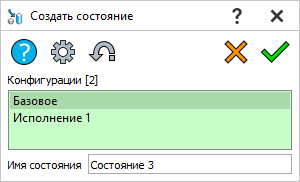 Создать состояние
Конфигурации [2]
Базовое
Исполнение 1
Имя состояния Состояние 3